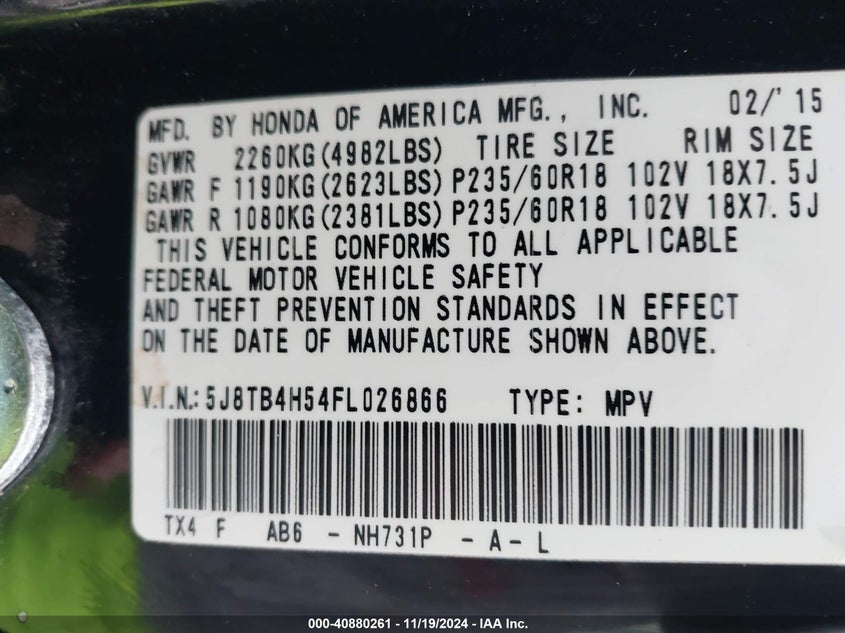 MFD. BY HONDA OF AMERICA MFG., INC. 02/'15
GVWR 2260KG(4982LBS) TIRE SIZE RIM SIZE
GAWR F 1190KG(2623LBS) P235/60R18 102V 18X7.5J
GAWR R 1080KG(2381LBS) P235/60R18 102V 18X7.5J
THIS VEHICLE CONFORMS TO ALL APPLICABLE
FEDERAL MOTOR VEHICLE SAFETY
AND THEFT PREVENTION STANDARDS IN EFFECT
ON THE DATE OF MANUFACTURE SHOWN ABOVE.
V.I.N.: 5J8TB4H54FL026866 TYPE: MPV
TX4 F AB6 - NH731P - A - L
000-40880261 - 11/19/2024 - IAA Inc.